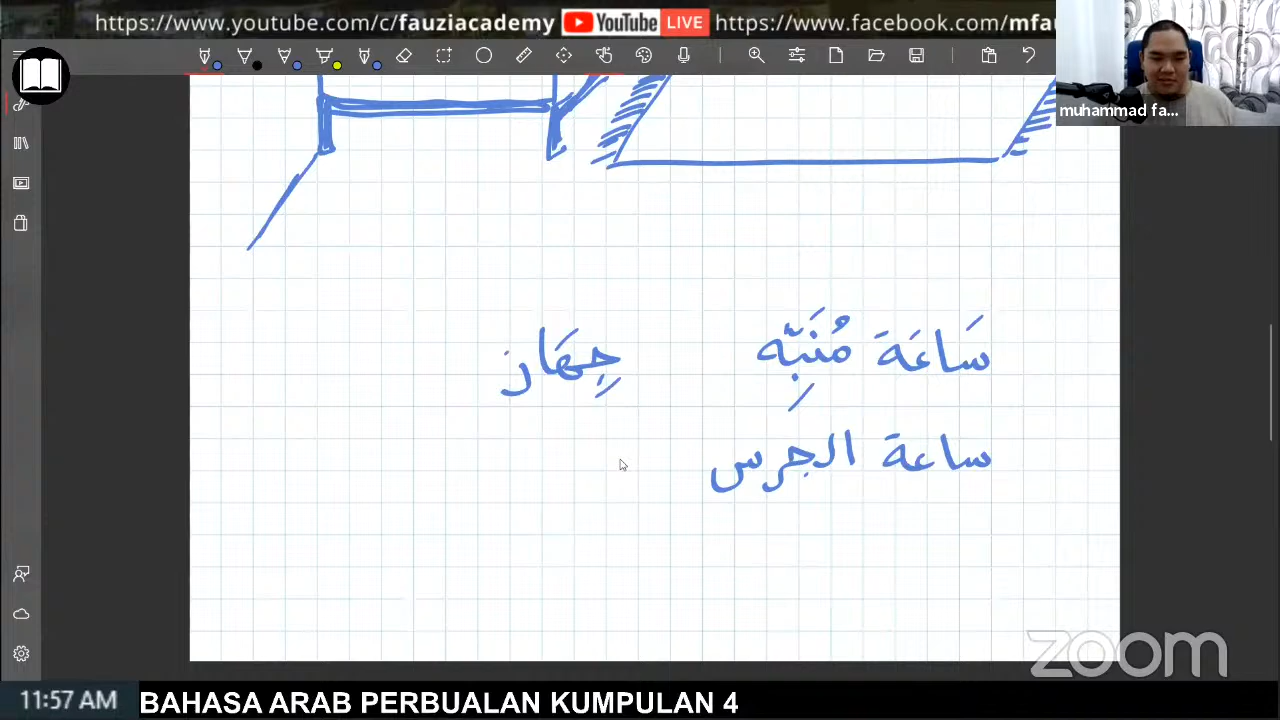 https://www.youtube.com/c/fauziacademy YouTube LIVE https://www.facebook.com/mfau
muhammad fa...
سَاعَة مُنَبِّه جِهَاز
ساعة الجرس
zoom
11:57 AM BAHASA ARAB PERBUALAN KUMPULAN 4